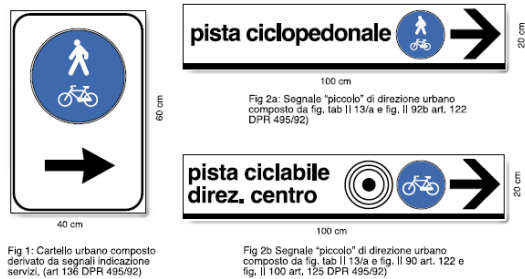 60 cm
40 cm
Fig 1: Cartello urbano composto
derivato da segnali indicazione
servizi, (art 136 DPR 495/92)
pista ciclopedonale
20 cm
100 cm
Fig 2a: Segnale "piccolo" di direzione urbano
composto da fig, tab II 13/a e fig, II 92b art. 122
DPR 495/92)
pista ciclabile
direz. centro
20 cm
100 cm
Fig 2b Segnale "piccolo" di direzione urbano
composto da fig, tab II 13/a e fig. II 90 art. 122 e
fig, II 100 art, 125 DPR 495/92)